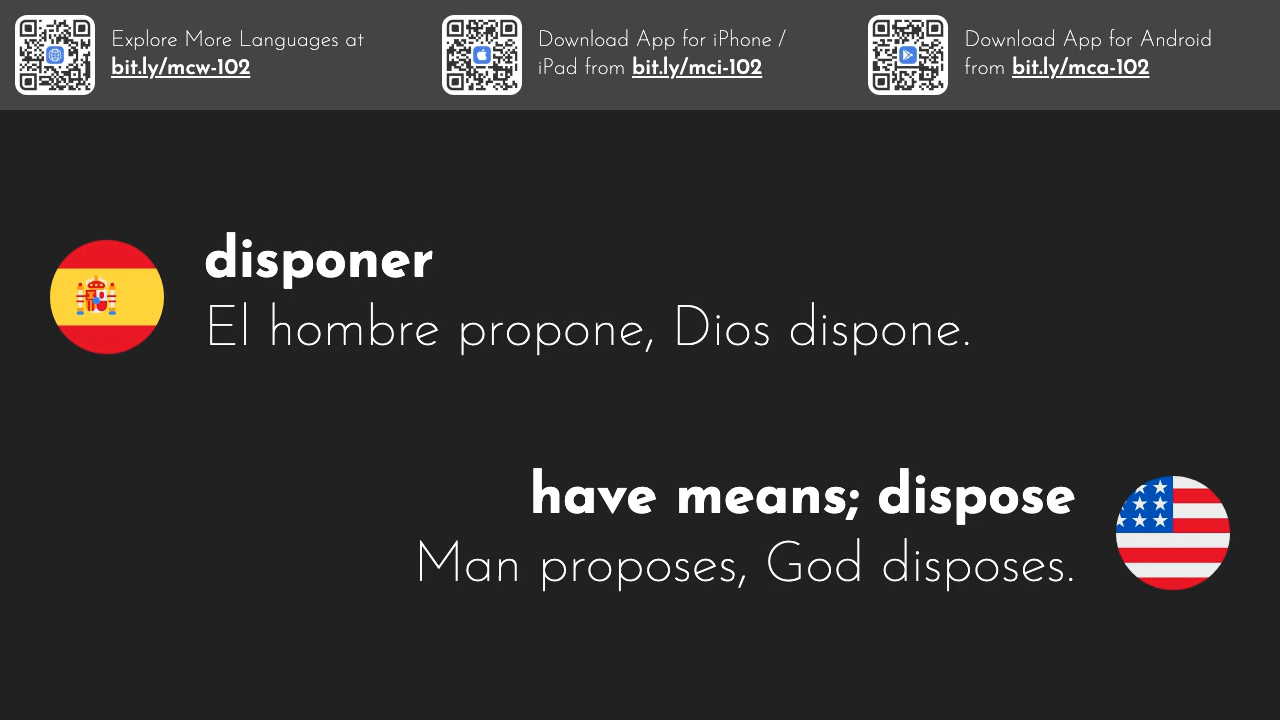 Explore More Languages at
bit.ly/mcw-102
Download App for iPhone /
iPad from bit.ly/mci-102
Download App for Android
from bit.ly/mca-102
disponer
El hombre propone, Dios dispone.
have means; dispose
Man proposes, God disposes.